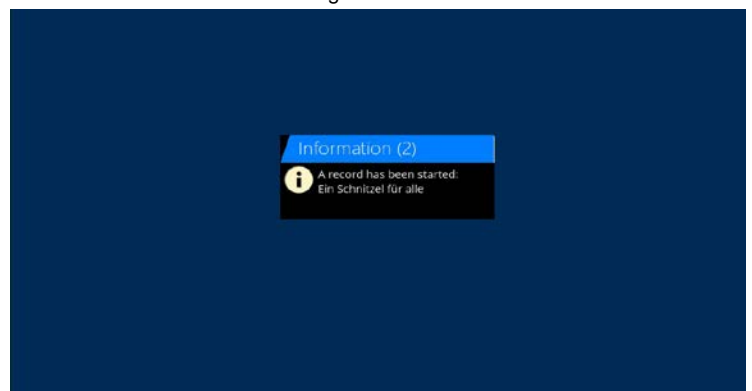 Information (2)
A record has been started:
Ein Schnitzel für alle